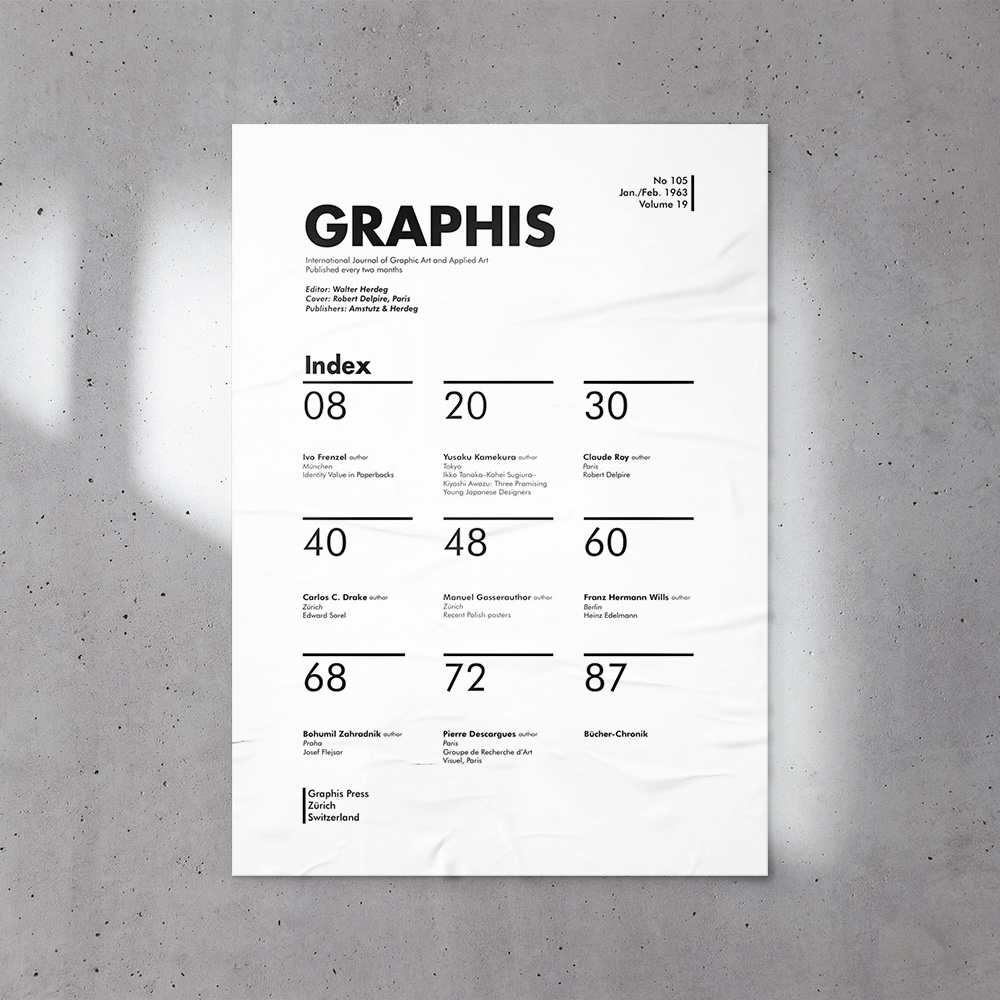 No 105
Jan./Feb. 1963
Volume 19
GRAPHIS
International Journal of Graphic Art and Applied Art
Published every two months
Editor: Walter Herdeg
Cover: Robert Delpire, Paris
Publishers: Amstutz & Herdeg
Index
08
Ivo Frenzel author
München
Identity Value in Paperbacks
20
Yusaku Kamekura author
Tokyo
Ikko Tanaka–Kohei Sugiura–
Kiyoshi Awazu: Three Promising
Young Japanese Designers
30
Claude Roy author
Paris
Robert Delpire
40
Carlos C. Drake author
Zürich
Edward Sorel
48
Manuel Gasserauthor author
Zürich
Recent Polish posters
60
Franz Hermann Wills author
Berlin
Heinz Edelmann
68
Bohumil Zahradnik author
Praha
Josef Flejsar
72
Pierre Descargues author
Paris
Groupe de Recherche d'Art
Visuel, Paris
87
Bücher-Chronik
Graphis Press
Zürich
Switzerland